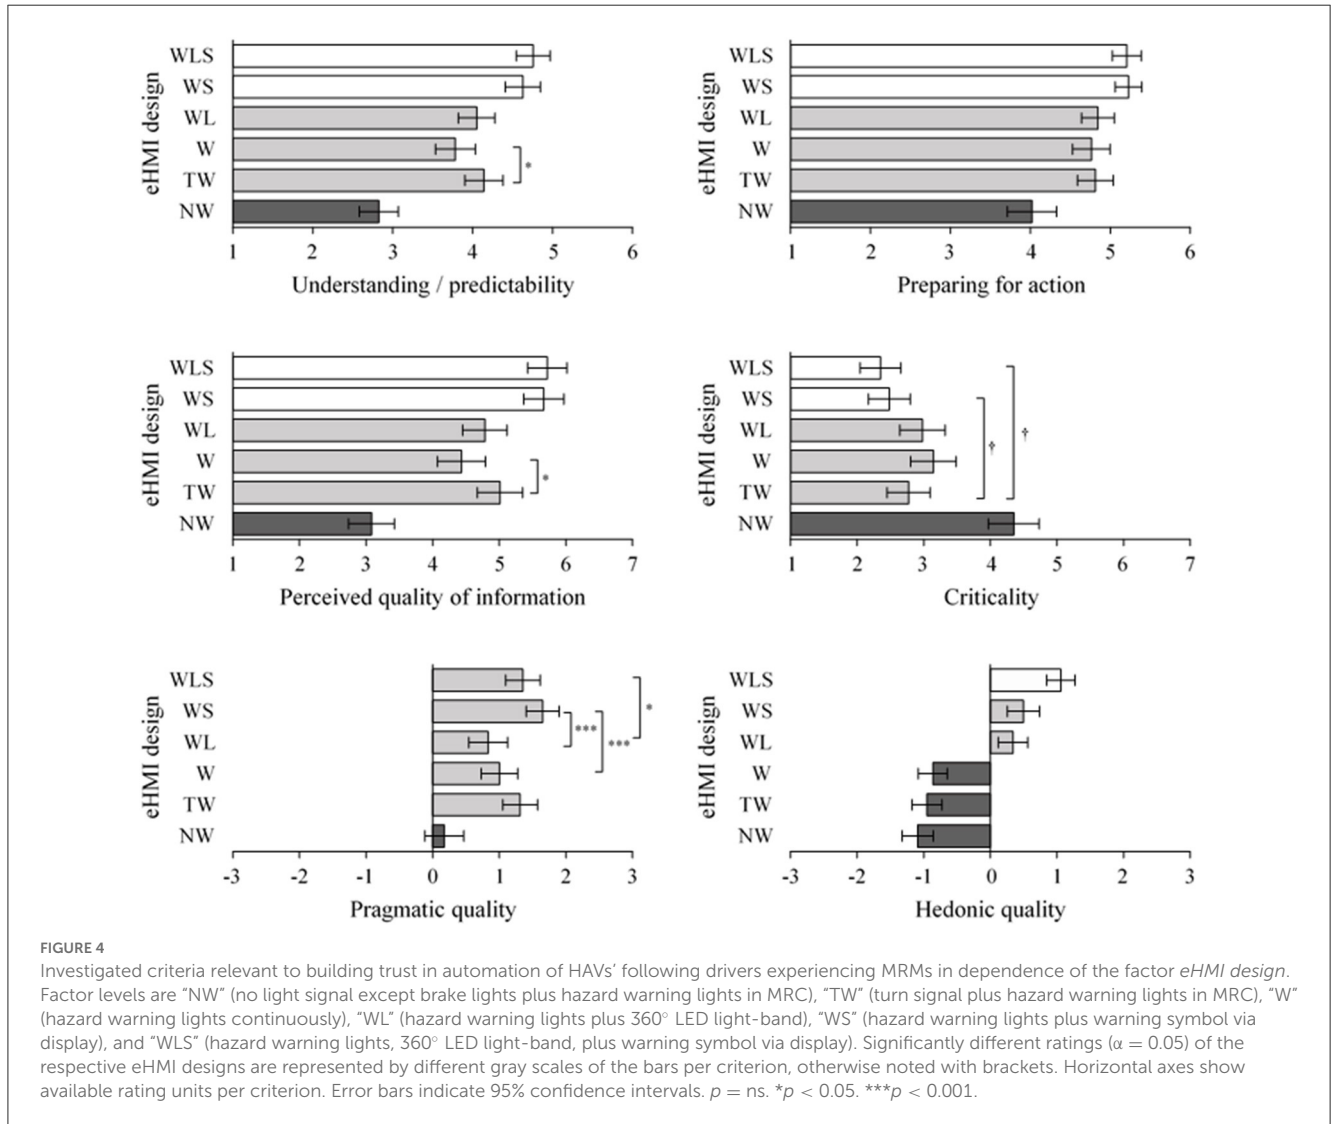 WLS
WS
WL
W
TW
NW
eHMI design
*
1 2 3 4 5 6
Understanding / predictability
WLS
WS
WL
W
TW
NW
eHMI design
1 2 3 4 5 6
Preparing for action
WLS
WS
WL
W
TW
NW
eHMI design
*
1 2 3 4 5 6 7
Perceived quality of information
WLS
WS
WL
W
TW
NW
eHMI design
† †
1 2 3 4 5 6 7
Criticality
WLS
WS
WL
W
TW
NW
eHMI design
*** *** *
-3 -2 -1 0 1 2 3
Pragmatic quality
WLS
WS
WL
W
TW
NW
eHMI design
-3 -2 -1 0 1 2 3
Hedonic quality
FIGURE 4
Investigated criteria relevant to building trust in automation of HAVs’ following drivers experiencing MRMs in dependence of the factor eHMI design.
Factor levels are “NW” (no light signal except brake lights plus hazard warning lights in MRC), “TW” (turn signal plus hazard warning lights in MRC), “W”
(hazard warning lights continuously), “WL” (hazard warning lights plus 360° LED light-band), “WS” (hazard warning lights plus warning symbol via
display), and “WLS” (hazard warning lights, 360° LED light-band, plus warning symbol via display). Significantly different ratings (α = 0.05) of the
respective eHMI designs are represented by different gray scales of the bars per criterion, otherwise noted with brackets. Horizontal axes show
available rating units per criterion. Error bars indicate 95% confidence intervals. p = ns. *p < 0.05. ***p < 0.001.